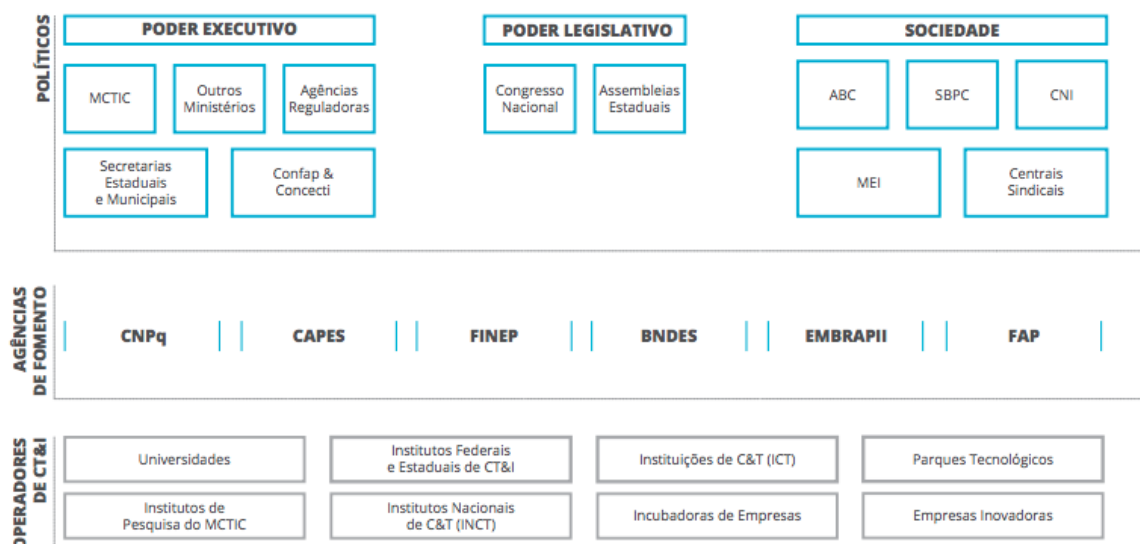 POLÍTICOS
PODER EXECUTIVO
PODER LEGISLATIVO
SOCIEDADE
MCTIC
Outros
Ministérios
Agências
Reguladoras
Congresso
Nacional
Assembleias
Estaduais
ABC
SBPC
CNI
Secretarias
Estaduais
e Municipais
Confap &
Concecti
MEI
Centrais
Sindicais
AGÊNCIAS
DE FOMENTO
CNPq
CAPES
FINEP
BNDES
EMBRAPII
FAP
OPERADORES
DE CT&I
Universidades
Institutos Federais
e Estaduais de CT&I
Instituições de C&T (ICT)
Parques Tecnológicos
Institutos de
Pesquisa do MCTIC
Institutos Nacionais
de C&T (INCT)
Incubadoras de Empresas
Empresas Inovadoras